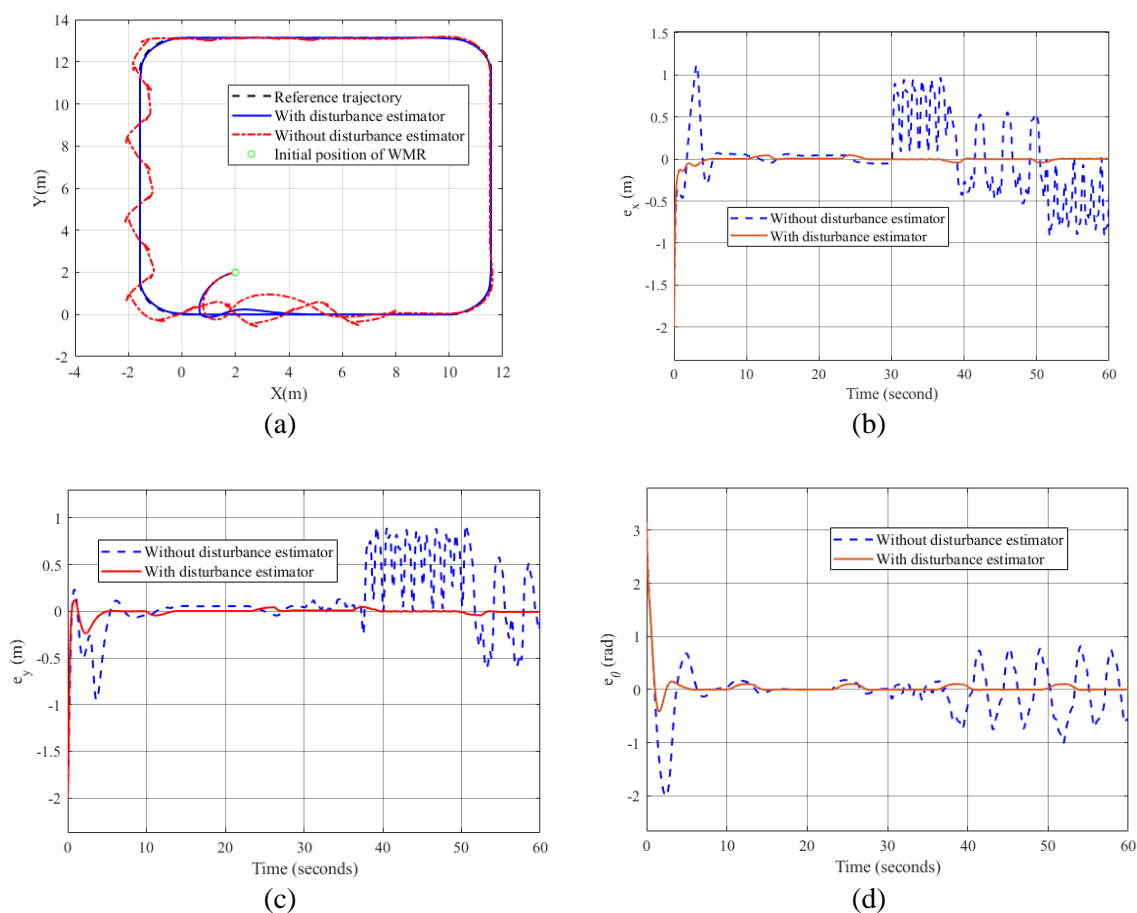 14
12
10
8
6
4
2
0
-2
-4 -2 0 2 4 6 8 10 12
Y(m)
X(m)
Reference trajectory
With disturbance estimator
Without disturbance estimator
Initial position of WMR
(a)
1.5
1
0.5
0
-0.5
-1
-1.5
-2
0 10 20 30 40 50 60
e_x (m)
Time (second)
Without disturbance estimator
With disturbance estimator
(b)
1
0.5
0
-0.5
-1
-1.5
-2
0 10 20 30 40 50 60
e_y (m)
Time (seconds)
Without disturbance estimator
With disturbance estimator
(c)
3
2
1
0
-1
-2
0 10 20 30 40 50 60
e_θ (rad)
Time (seconds)
Without disturbance estimator
With disturbance estimator
(d)